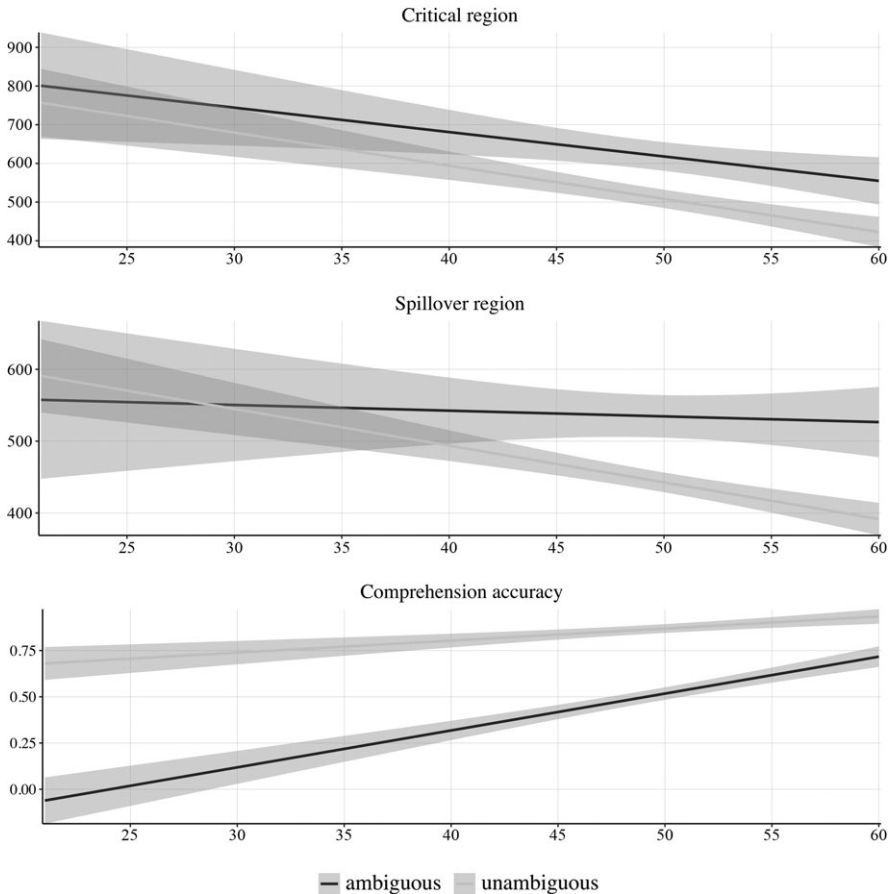 Critical region
900
800
700
600
500
400
25 30 35 40 45 50 55 60
Spillover region
600
500
400
25 30 35 40 45 50 55 60
Comprehension accuracy
0.75
0.50
0.25
0.00
25 30 35 40 45 50 55 60
ambiguous unambiguous